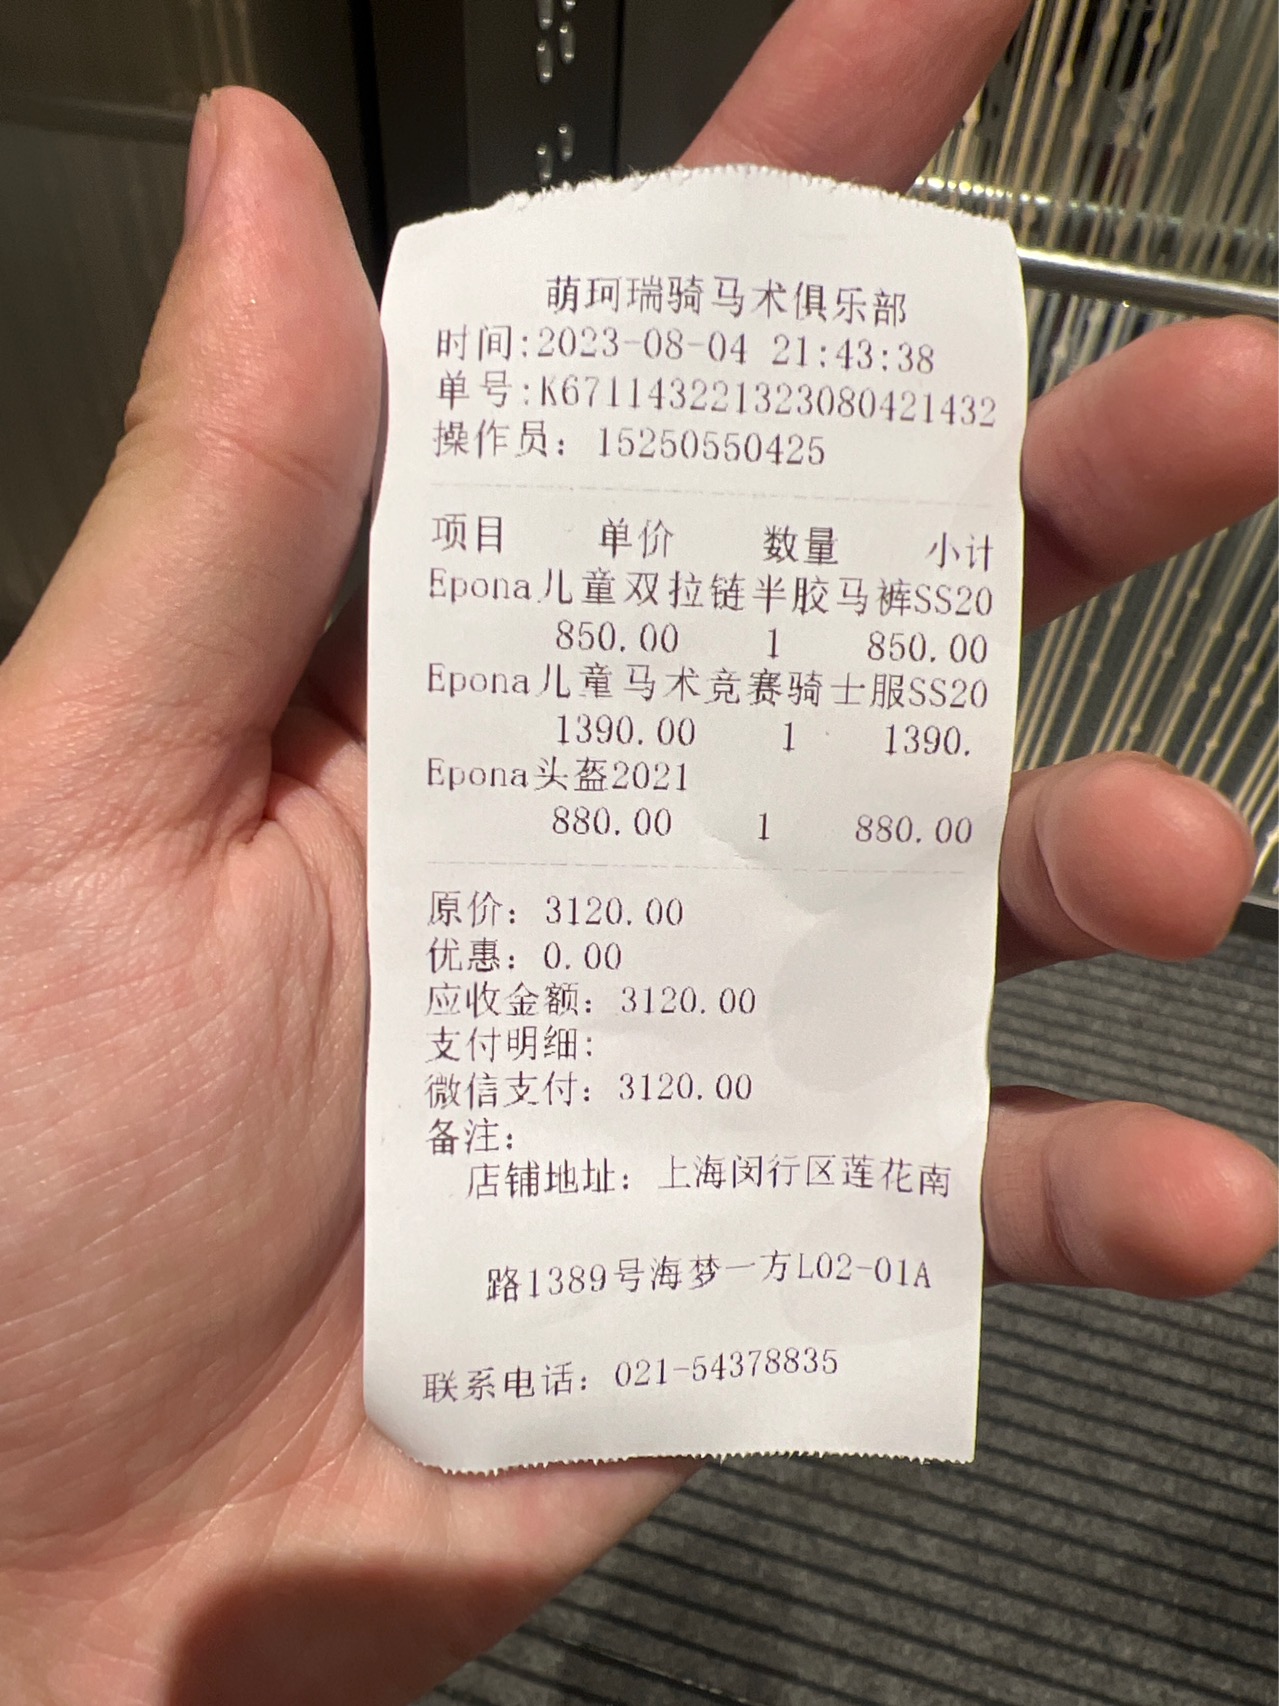 萌珂瑞骑马术俱乐部
时间:2023-08-04 21:43:38
单号:K671143221323080421432
操作员：15250550425
项目 单价 数量 小计
Epona儿童双拉链半胶马裤SS20
850.00 1 850.00
Epona儿童马术竞赛骑士服SS20
1390.00 1 1390.
Epona头盔2021
880.00 1 880.00
原价：3120.00
优惠：0.00
应收金额：3120.00
支付明细:
微信支付：3120.00
备注：
店铺地址：上海闵行区莲花南
路1389号海梦一方L02-01A
联系电话：021-54378835